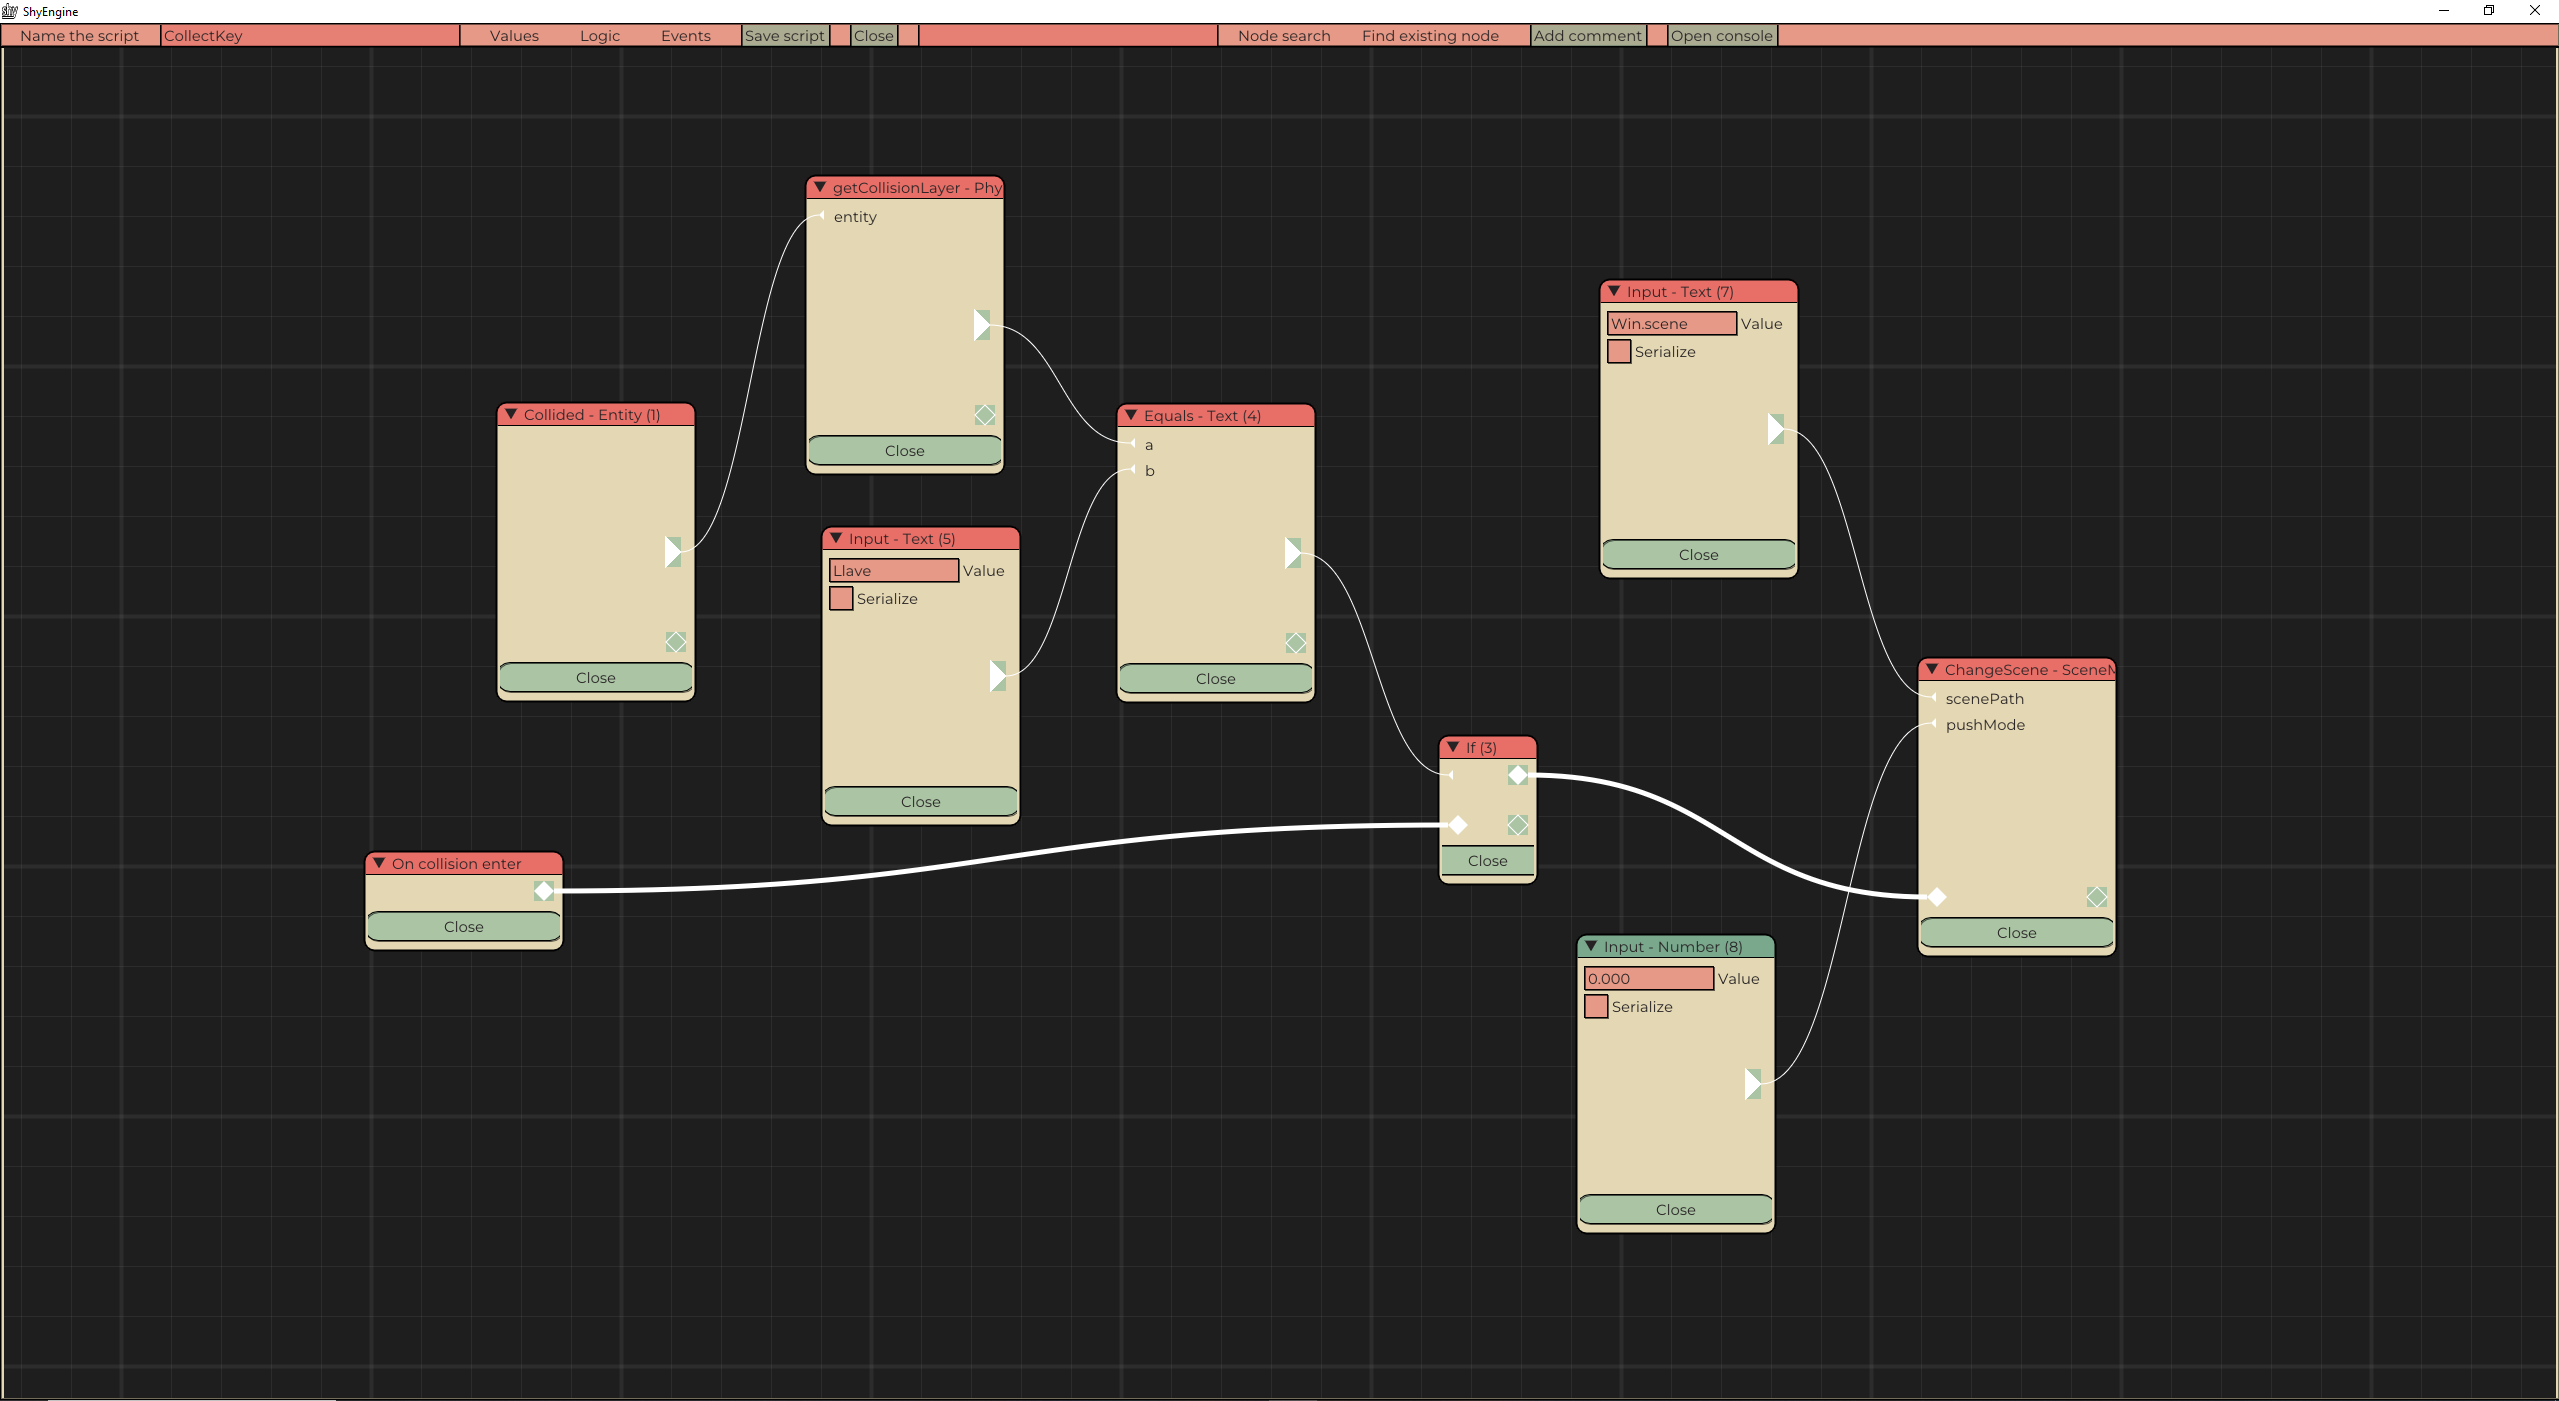 shy ShyEngine
Name the script CollectKey Values Logic Events Save script Close Node search Find existing node Add comment Open console
getCollisionLayer - Phy
entity
Close
Input - Text (7)
Win.scene Value
Serialize
Close
Collided - Entity (1)
Close
Equals - Text (4)
a
b
Close
Input - Text (5)
Llave Value
Serialize
Close
ChangeScene - SceneM
scenePath
pushMode
Close
If (3)
Close
On collision enter
Close
Input - Number (8)
0.000 Value
Serialize
Close